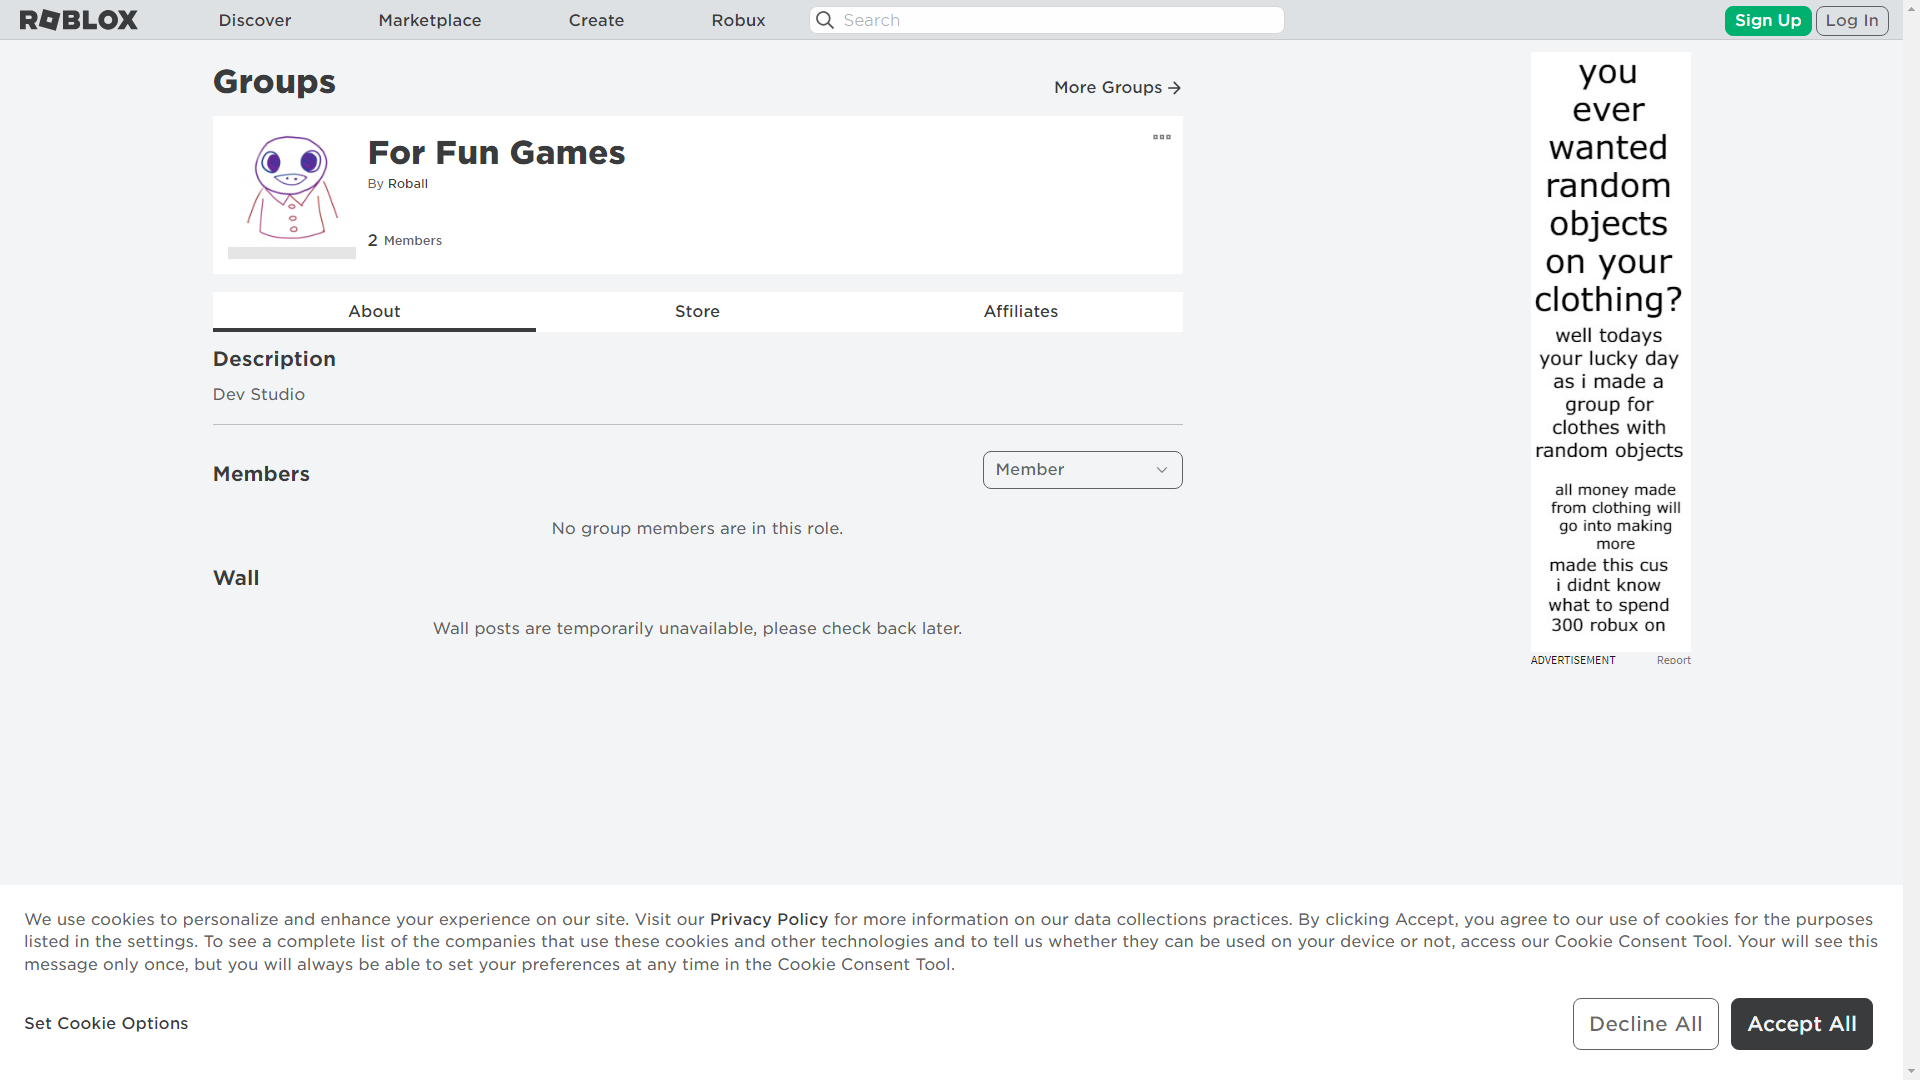 ROBLOX
Discover
Marketplace
Create
Robux
Search
Sign Up
Log In
Groups
More Groups
For Fun Games
By Roball
2 Members
About
Store
Affiliates
Description
Dev Studio
Members
Member
No group members are in this role.
Wall
Wall posts are temporarily unavailable, please check back later.
you
ever
wanted
random
objects
on your
clothing?
well todays
your lucky day
as i made a
group for
clothes with
random objects
all money made
from clothing will
go into making
more
made this cus
i didnt know
what to spend
300 robux on
ADVERTISEMENT
Report
We use cookies to personalize and enhance your experience on our site. Visit our Privacy Policy for more information on our data collections practices. By clicking Accept, you agree to our use of cookies for the purposes
listed in the settings. To see a complete list of the companies that use these cookies and other technologies and to tell us whether they can be used on your device or not, access our Cookie Consent Tool. Your will see this
message only once, but you will always be able to set your preferences at any time in the Cookie Consent Tool.
Set Cookie Options
Decline All
Accept All